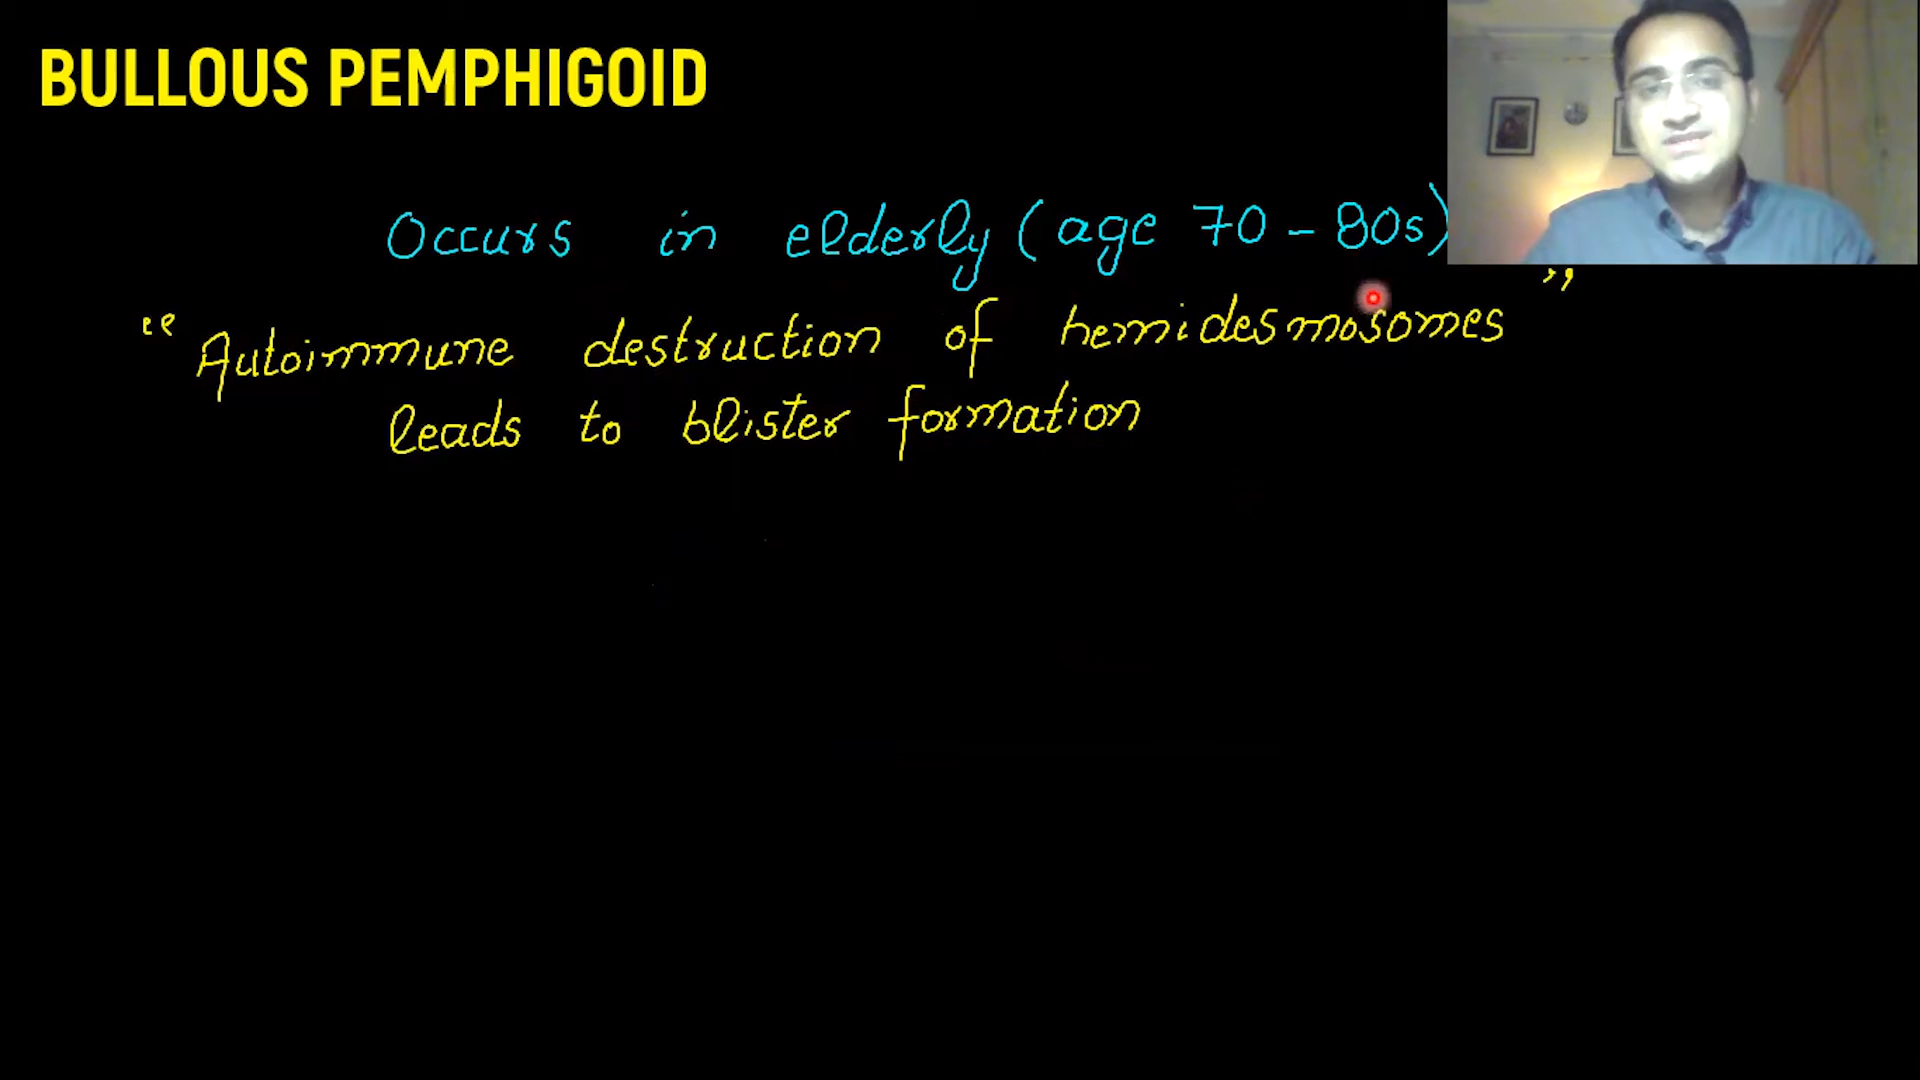 BULLOUS PEMPHIGOID
Occurs in elderly (age 70 - 80s)
"Autoimmune destruction of hemidesmosomes"
leads to blister formation